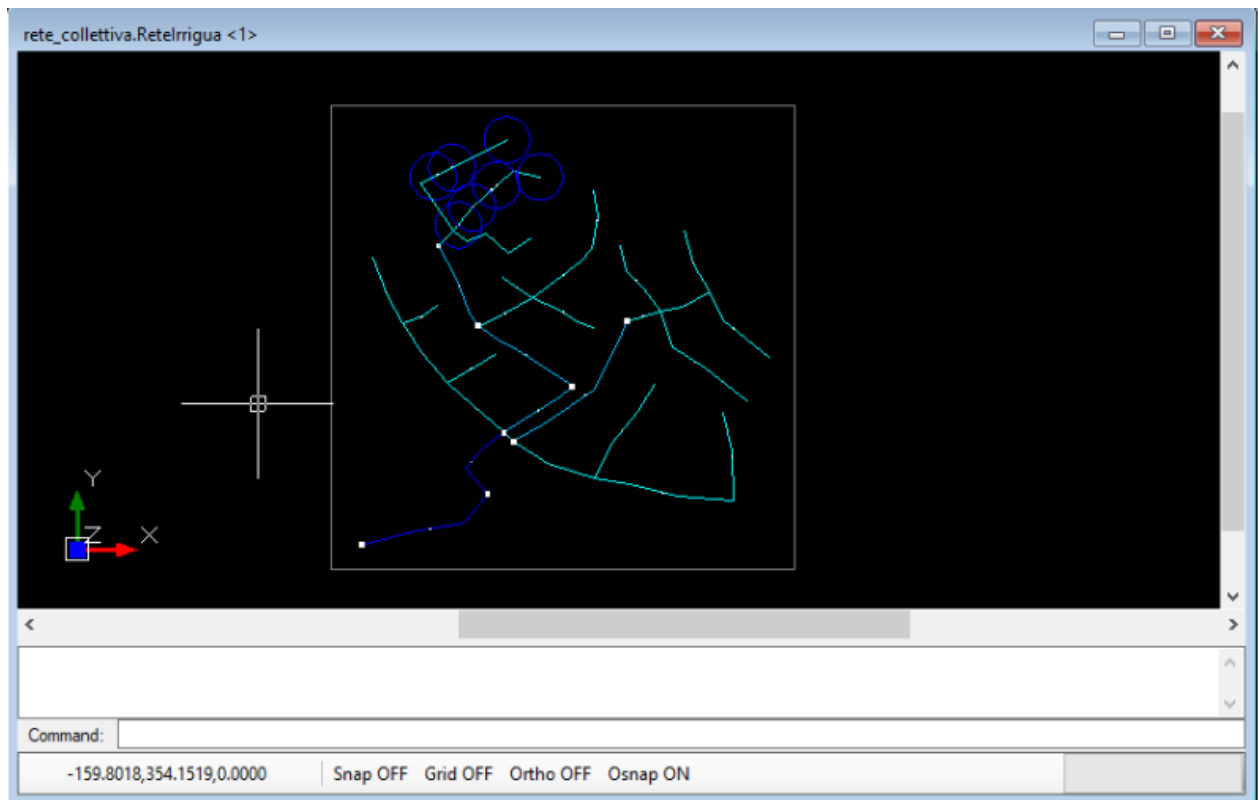 rete_collettiva.ReteIrrigua <1>
Y
Z X
Command:
-159.8018,354.1519,0.0000 Snap OFF Grid OFF Ortho OFF Osnap ON